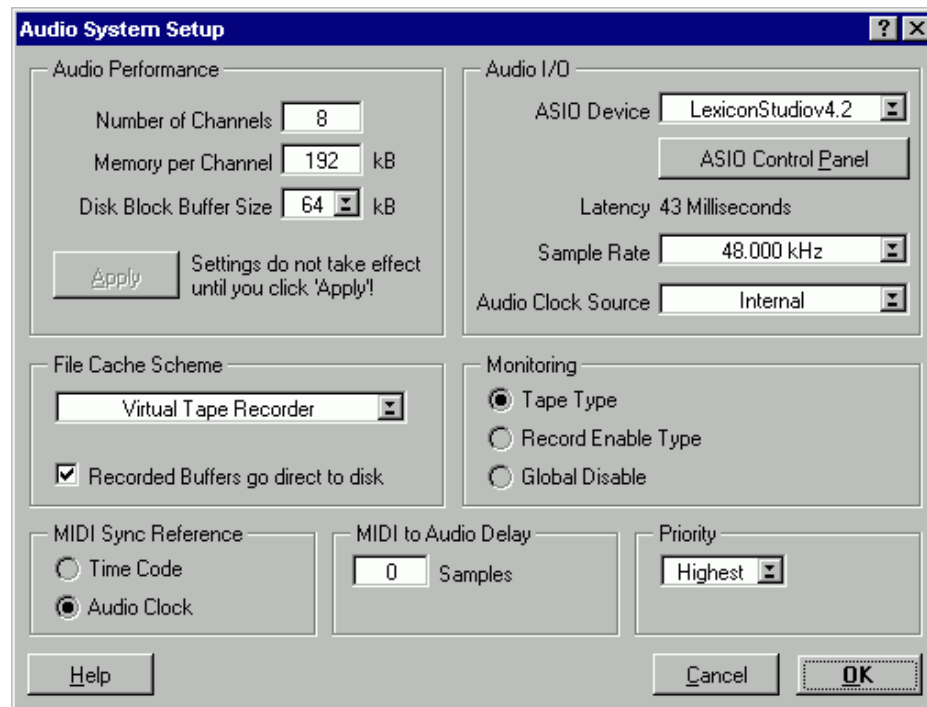 Audio System Setup
Audio Performance
Number of Channels 8
Memory per Channel 192 kB
Disk Block Buffer Size 64 kB
Apply
Settings do not take effect
until you click 'Apply'!
Audio I/O
ASIO Device LexiconStudiov4.2
ASIO Control Panel
Latency 43 Milliseconds
Sample Rate 48.000 kHz
Audio Clock Source Internal
File Cache Scheme
Virtual Tape Recorder
Recorded Buffers go direct to disk
Monitoring
Tape Type
Record Enable Type
Global Disable
MIDI Sync Reference
Time Code
Audio Clock
MIDI to Audio Delay
0 Samples
Priority
Highest
Help
Cancel
OK